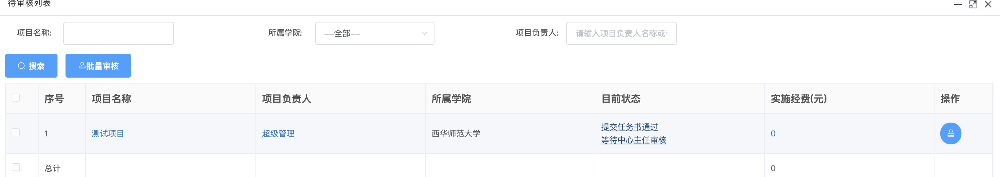 待审核列表
项目名称:
所属学院: --全部--
项目负责人: 请输入项目负责人名称或
搜索 批量审核
序号 项目名称 项目负责人 所属学院 目前状态 实施经费(元) 操作
1 测试项目 超级管理 西华师范大学 提交任务书通过 0
等待中心主任审核
总计 0